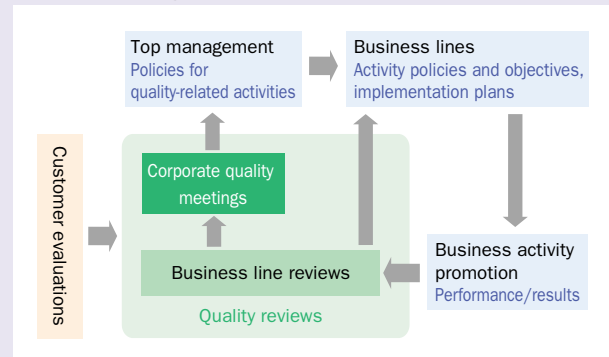 Top management
Policies for
quality-related activities
Business lines
Activity policies and objectives,
implementation plans
Customer evaluations
Corporate quality
meetings
Business line reviews
Quality reviews
Business activity
promotion
Performance/results